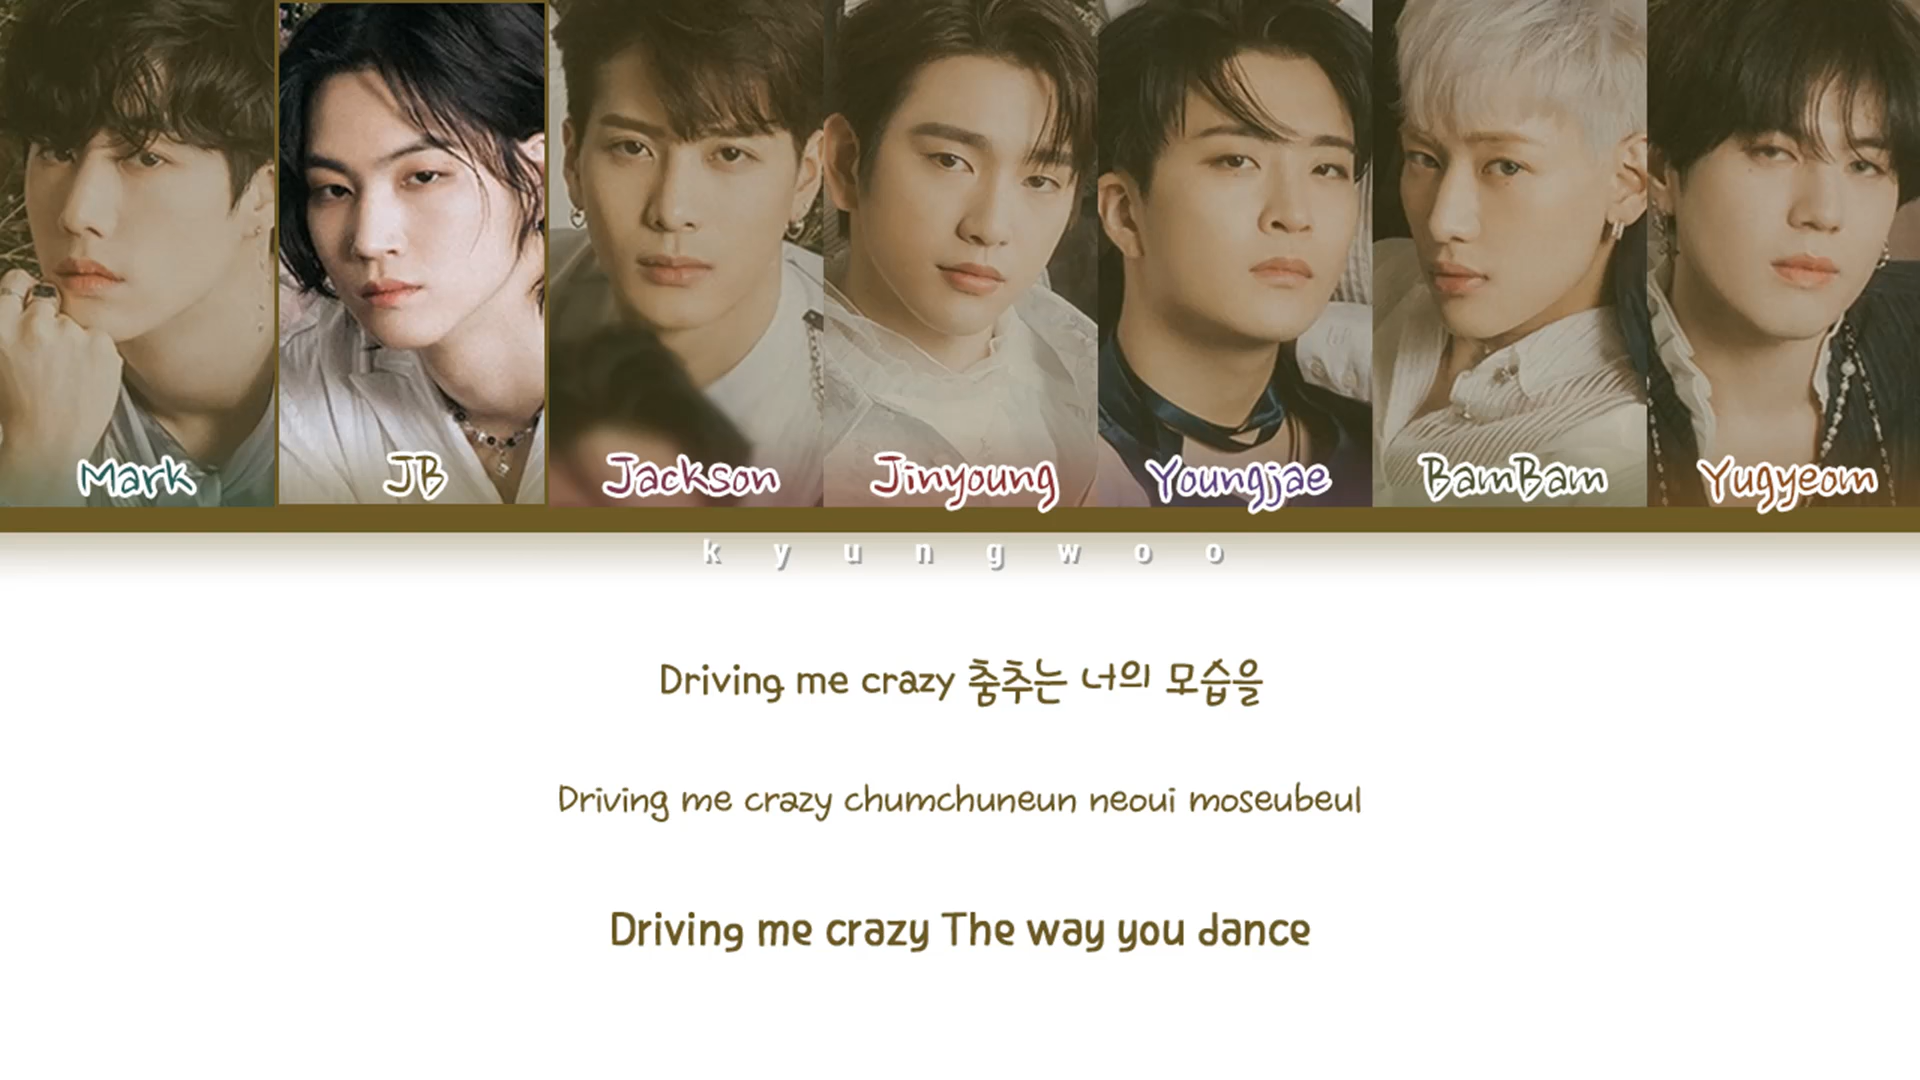 Mark JB Jackson Jinyoung Youngjae BamBam Yugyeom
kyungwoo
Driving me crazy 춤추는 너의 모습을
Driving me crazy chumchuneun neoui moseubeul
Driving me crazy The way you dance